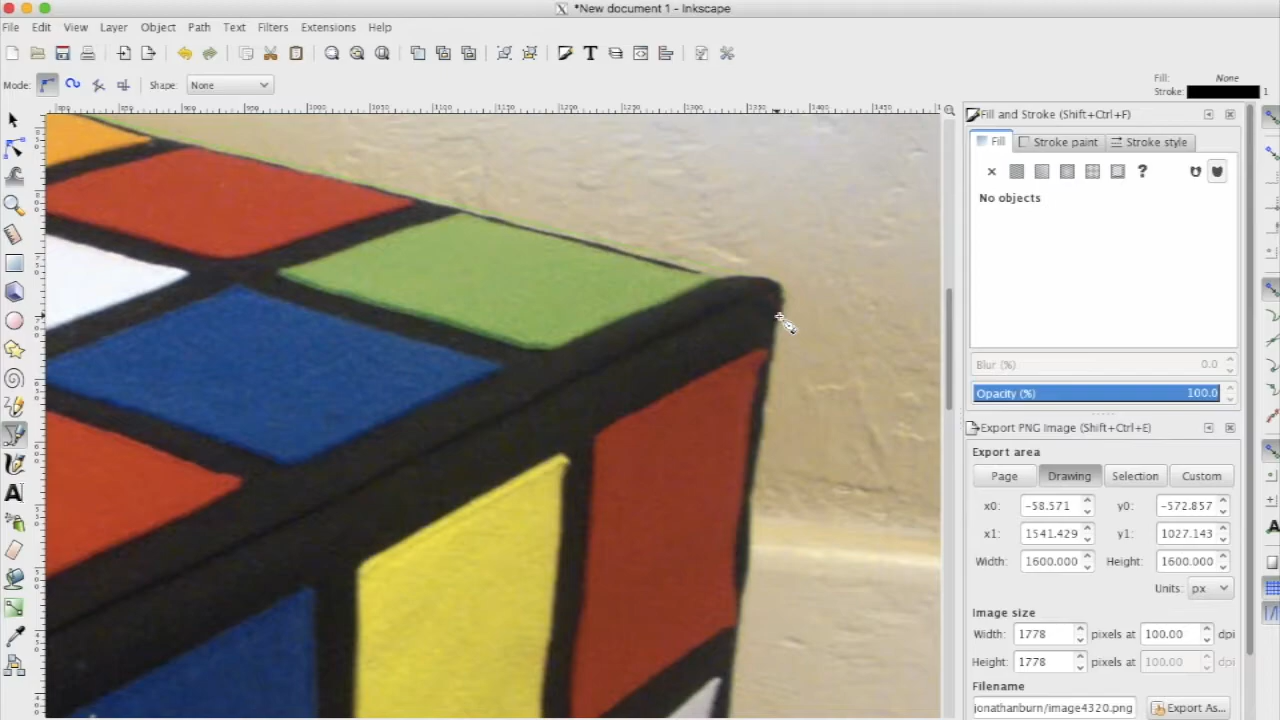 *New document 1 - Inkscape
File Edit View Layer Object Path Text Filters Extensions Help
Mode: Shape: None
Fill: None
Stroke: 1
Fill and Stroke (Shift+Ctrl+F)
Fill Stroke paint Stroke style
?
No objects
Blur (%) 0.0
Opacity (%) 100.0
Export PNG Image (Shift+Ctrl+E)
Export area
Page Drawing Selection Custom
x0: -58.571 y0: -572.857
x1: 1541.429 y1: 1027.143
Width: 1600.000 Height: 1600.000
Units: px
Image size
Width: 1778 pixels at 100.00 dpi
Height: 1778 pixels at 100.00 dpi
Filename
jonathanburn/image4320.png Export As...